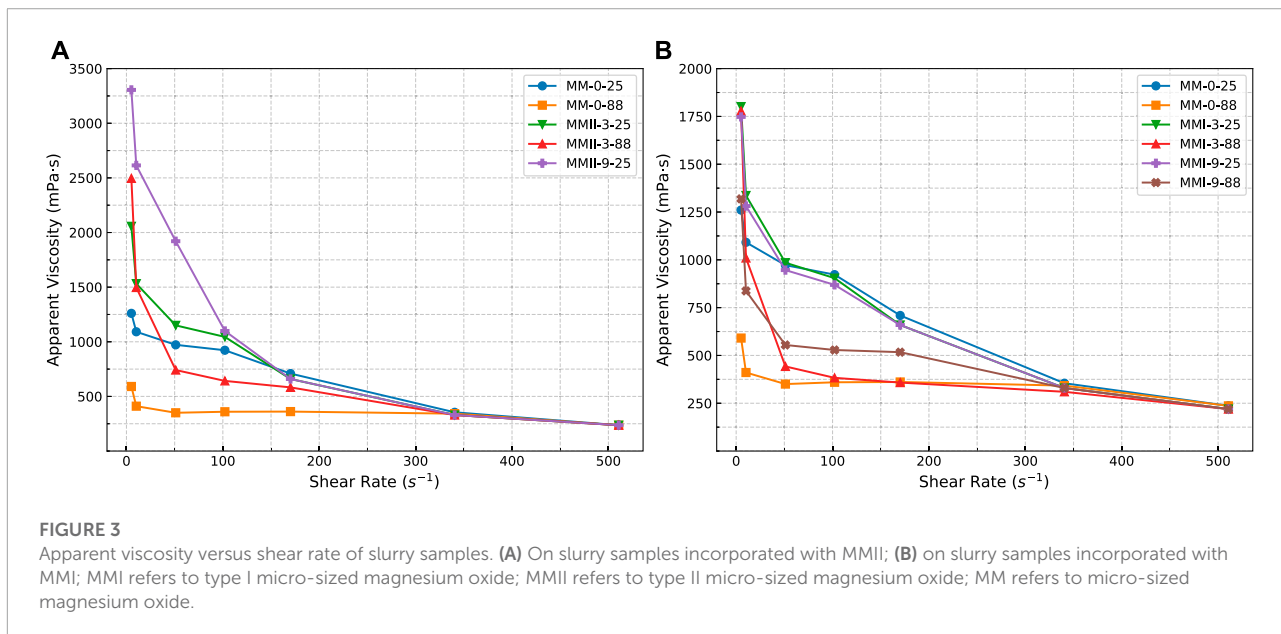 A
3500
3000
2500
2000
1500
1000
500
0 100 200 300 400 500
Apparent Viscosity (mPa·s)
Shear Rate (s⁻¹)
MM-0-25
MM-0-88
MMII-3-25
MMII-3-88
MMII-9-25
B
2000
1750
1500
1250
1000
750
500
250
0 100 200 300 400 500
Apparent Viscosity (mPa·s)
Shear Rate (s⁻¹)
MM-0-25
MM-0-88
MMI-3-25
MMI-3-88
MMI-9-25
MMI-9-88
FIGURE 3
Apparent viscosity versus shear rate of slurry samples. (A) On slurry samples incorporated with MMII; (B) on slurry samples incorporated with
MMI; MMI refers to type I micro-sized magnesium oxide; MMII refers to type II micro-sized magnesium oxide; MM refers to micro-sized
magnesium oxide.